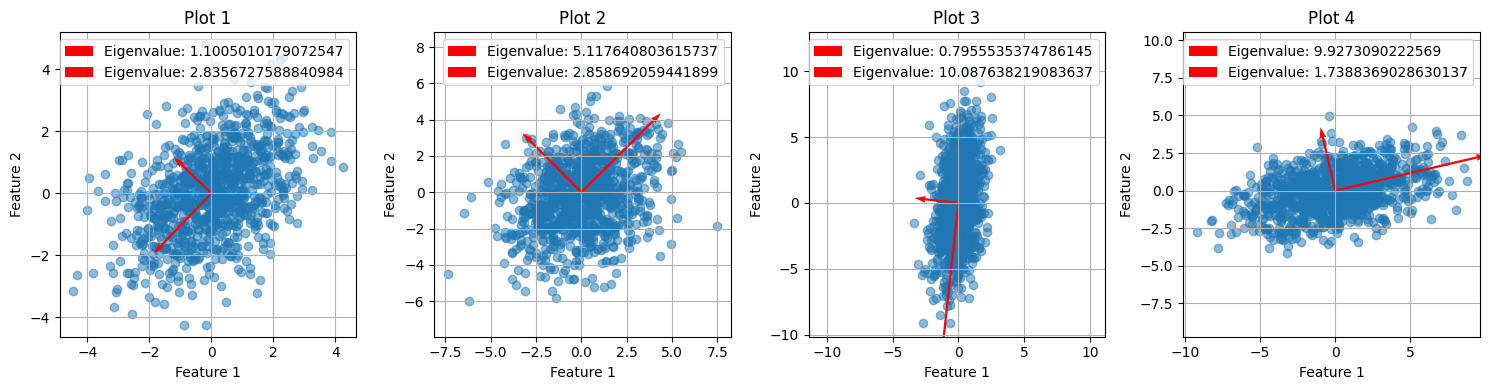 Plot 1
Eigenvalue: 1.1005010179072547
Eigenvalue: 2.8356727588840984
4
2
0
−2
−4
−4 −2 0 2 4
Feature 1
Feature 2
Plot 2
Eigenvalue: 5.117640803615737
Eigenvalue: 2.858692059441899
8
6
4
2
0
−2
−4
−6
−7.5 −5.0 −2.5 0.0 2.5 5.0 7.5
Feature 1
Feature 2
Plot 3
Eigenvalue: 0.7955535374786145
Eigenvalue: 10.087638219083637
10
5
0
−5
−10
−10 −5 0 5 10
Feature 1
Feature 2
Plot 4
Eigenvalue: 9.9273090222569
Eigenvalue: 1.7388369028630137
10.0
7.5
5.0
2.5
0.0
−2.5
−5.0
−7.5
−10 −5 0 5
Feature 1
Feature 2